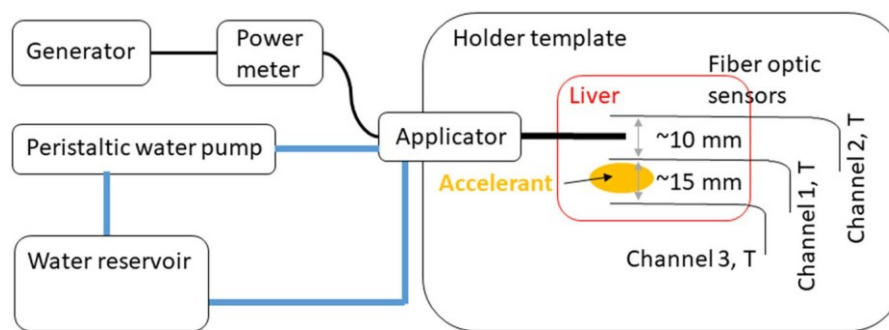 Generator
Power
meter
Holder template
Fiber optic
sensors
Liver
Applicator
~10 mm
Peristaltic water pump
Accelerant
~15 mm
Channel 2, T
Channel 1, T
Channel 3, T
Water reservoir